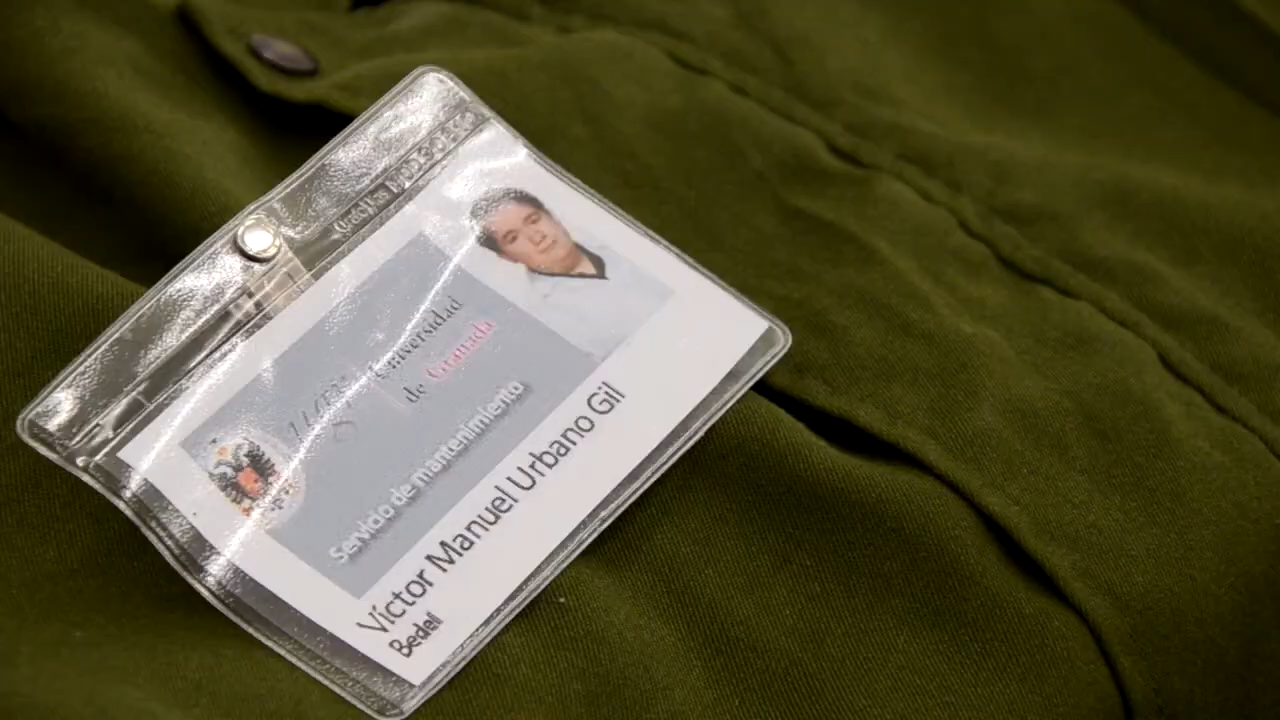 Universidad
de Granada
Servicio de mantenimiento
Víctor Manuel Urbano Gil
Bedel